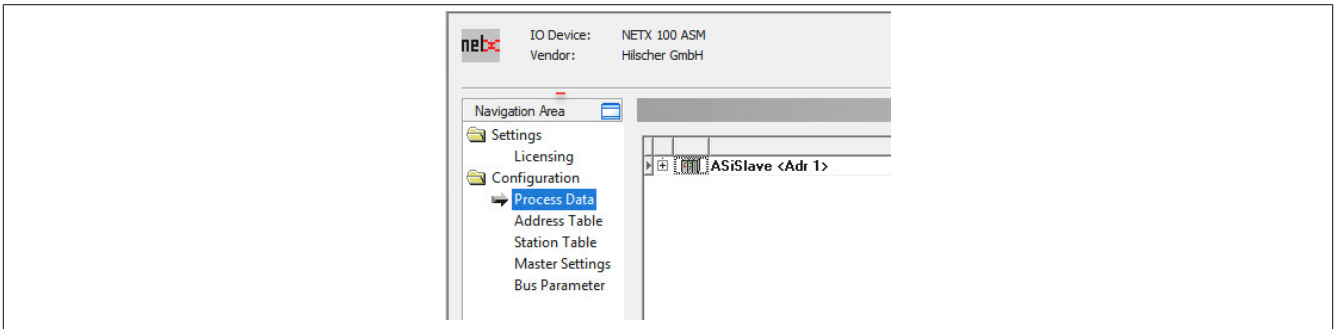 netx
IO Device: NETX 100 ASM
Vendor: Hilscher GmbH
Navigation Area
Settings
Licensing
Configuration
Process Data
Address Table
Station Table
Master Settings
Bus Parameter
ASiSlave <Adr 1>